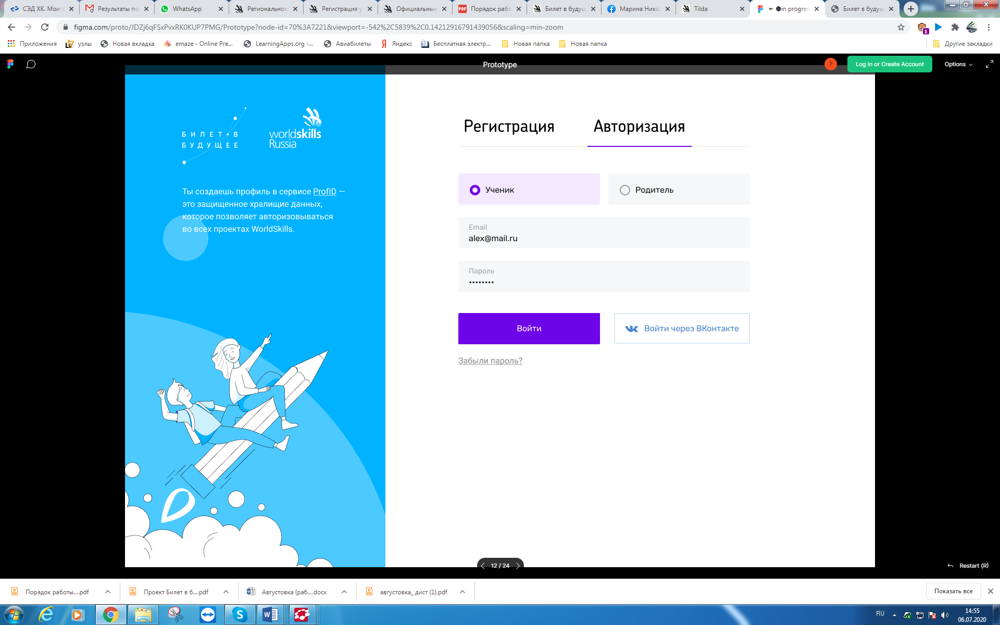 СЭД ХК. Мои з
Результаты по
WhatsApp
Региональном
Регистрация у
Официальные
Порядок рабо
Билет в будущ
Марина Нико
Tilda
in progres
Билет в будущ
figma.com/proto/JDZj6qFSxPvxRK0KUP7PMG/Prototype?node-id=70%3A7221&viewport=-542%2C5839%2C0.14212916791439056&scaling=min-zoom
1
Приложения
узлы
Новая вкладка
emaze - Online Pre...
LearningApps.org -...
Авиабилеты
Яндекс
Бесплатная электр...
Новая папка
Новая папка
Другие закладки
Prototype
?
Log in or Create Account
Options
БИЛЕТ В
БУДУЩЕЕ
worldskills
Russia
Ты создаешь профиль в сервисе ProfID —
это защищенное хралищие данных,
которое позволяет авторизовываться
во всех проектах WorldSkills.
Регистрация
Авторизация
Ученик
Родитель
Email
alex@mail.ru
Пароль
••••••••
Войти
Войти через ВКонтакте
Забыли пароль?
12 / 24
Restart (R)
Порядок работы....pdf
Проект Билет в б....pdf
Августовка (раб....docx
августовка_ дист (1).pdf
Показать все
RU
14:55
06.07.2020